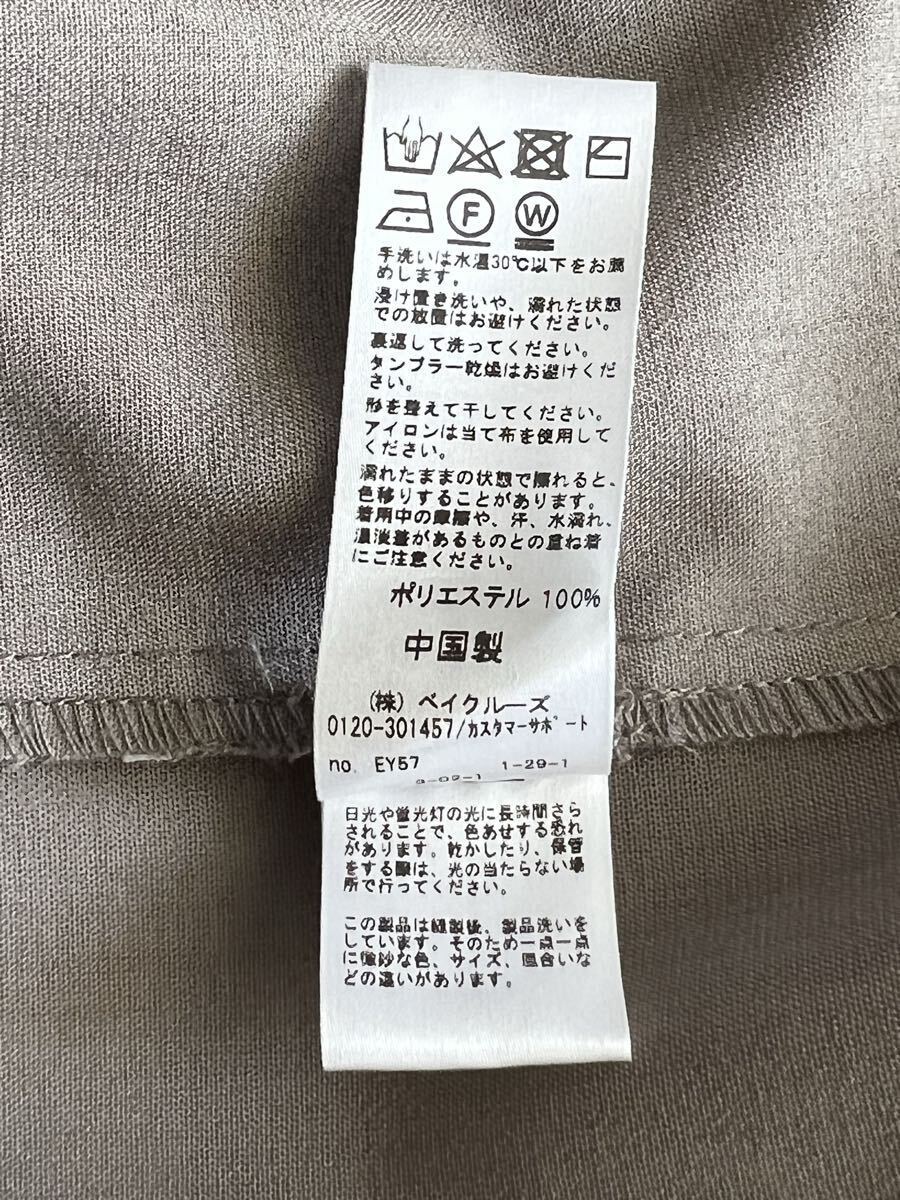 F W
手洗いは水温30℃以下をお薦
めします。
浸け置き洗いや、濡れた状態
での放置はお避けください。
裏返して洗ってください。
タンブラー乾燥はお避けくだ
さい。
形を整えて干してください。
アイロンは当て布を使用して
ください。
濡れたままの状態で擦れると、
色移りすることがあります。
着用中の摩擦や、汗、水濡れ、
濃淡差があるものとの重ね着
にご注意ください。
ポリエステル 100%
中国製
(株) ベイクルーズ
0120-301457/カスタマーサポート
no. EY57 1-29-1
日光や蛍光灯の光に長時間さら
されることで、色あせする恐れ
があります。乾かしたり、保管
をする際は、光の当たらない場
所で行ってください。
この製品は縫製後、製品洗いを
しています。そのため一点一点
に微妙な色、サイズ、風合いな
どの違いがあります。